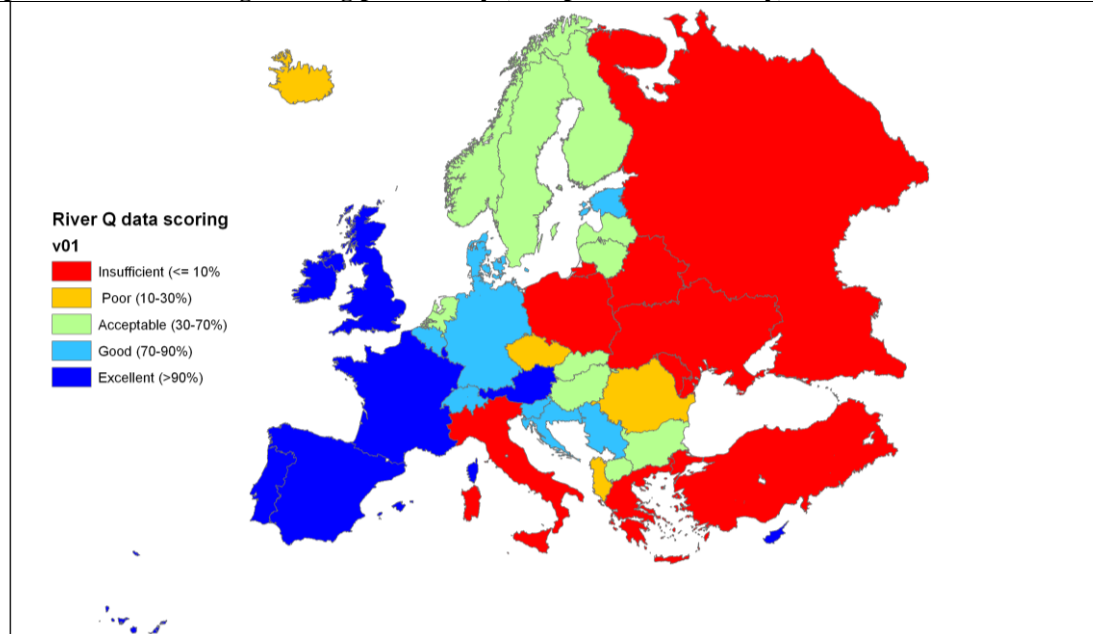 River Q data scoring
v01
Insufficient (<= 10%
Poor (10-30%)
Acceptable (30-70%)
Good (70-90%)
Excellent (>90%)